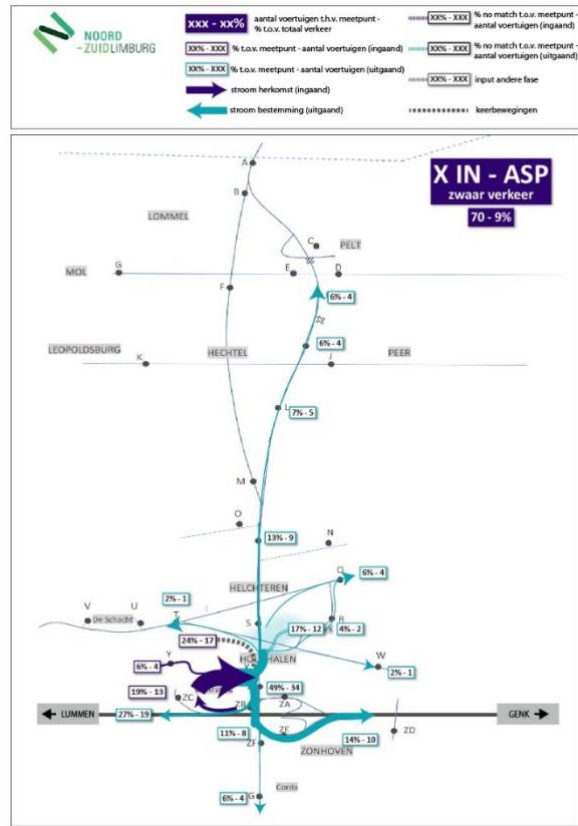 NOORD
-ZUIDLIMBURG
xxx - xx%
aantal voertuigen t.h.v. meetpunt -
% t.o.v. totaal verkeer
XX% - XXX
% t.o.v. meetpunt - aantal voertuigen (ingaand)
XX% - XXX
% t.o.v. meetpunt - aantal voertuigen (uitgaand)
stroom herkomst (ingaand)
stroom bestemming (uitgaand)
XX% - XXX
% no match t.o.v. meetpunt -
aantal voertuigen (ingaand)
XX% - XXX
% no match t.o.v. meetpunt -
aantal voertuigen (uitgaand)
XX% - XXX
input andere fase
keerbewegingen
X IN - ASP
zwaar verkeer
70 - 9%
A
B
LOMMEL
C
PELT
MOL
G
E
D
F
6% - 4
6% - 4
LEOPOLDSBURG
HECHTEL
PEER
K
J
L
7% - 5
M
O
13% - 9
N
HELCHTEREN
Q
6% - 4
2% - 1
V
U
T
De Schacht
S
R
17% - 12
4% - 2
24% - 17
Y
6% - 4
W
2% - 1
19% - 13
ZC
49% - 34
ZB
ZA
LUMMEN
27% - 19
GENK
11% - 8
ZE
ZF
14% - 10
ZD
ZONHOVEN
6% - 4
Corda